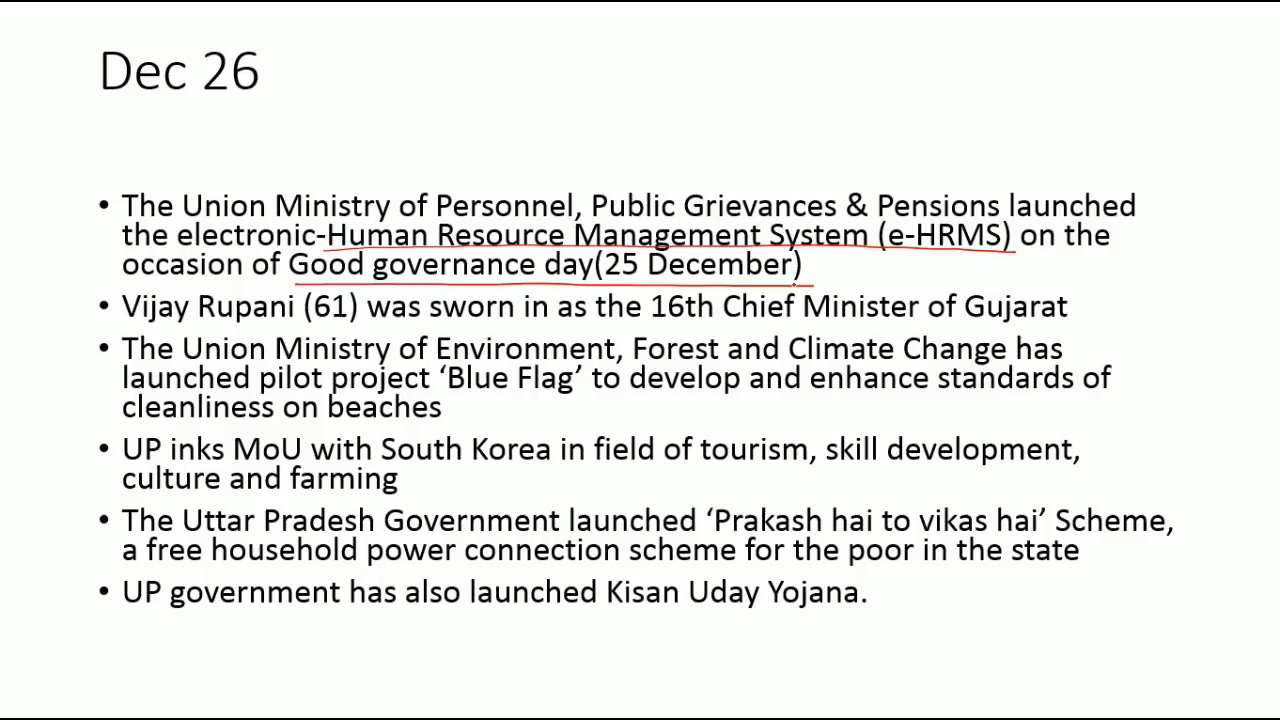 Dec 26
• The Union Ministry of Personnel, Public Grievances & Pensions launched
the electronic-Human Resource Management System (e-HRMS) on the
occasion of Good governance day(25 December)
• Vijay Rupani (61) was sworn in as the 16th Chief Minister of Gujarat
• The Union Ministry of Environment, Forest and Climate Change has
launched pilot project ‘Blue Flag’ to develop and enhance standards of
cleanliness on beaches
• UP inks MoU with South Korea in field of tourism, skill development,
culture and farming
• The Uttar Pradesh Government launched ‘Prakash hai to vikas hai’ Scheme,
a free household power connection scheme for the poor in the state
• UP government has also launched Kisan Uday Yojana.